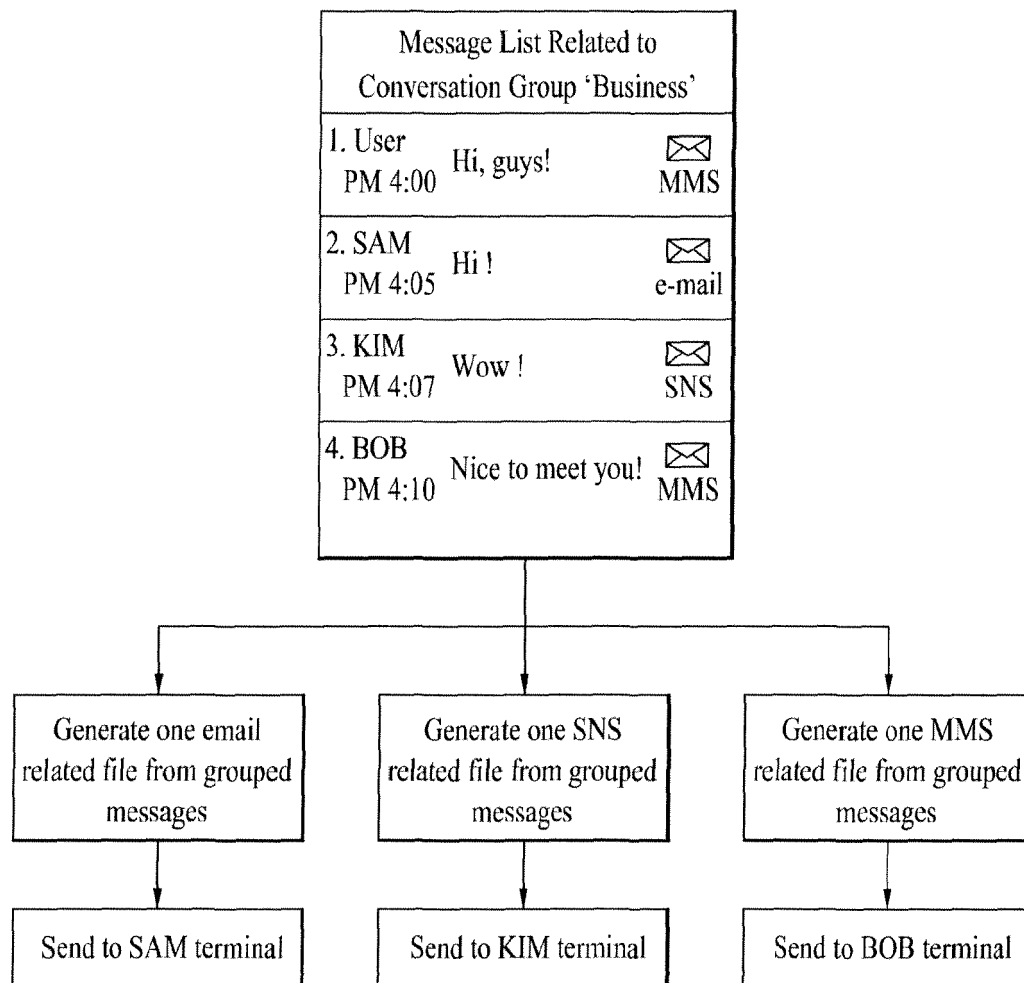 Message List Related to
Conversation Group ‘Business’
1. User
PM 4:00
Hi, guys!
MMS
2. SAM
PM 4:05
Hi !
e-mail
3. KIM
PM 4:07
Wow !
SNS
4. BOB
PM 4:10
Nice to meet you!
MMS
Generate one email
related file from grouped
messages
Generate one SNS
related file from grouped
messages
Generate one MMS
related file from grouped
messages
Send to SAM terminal
Send to KIM terminal
Send to BOB terminal